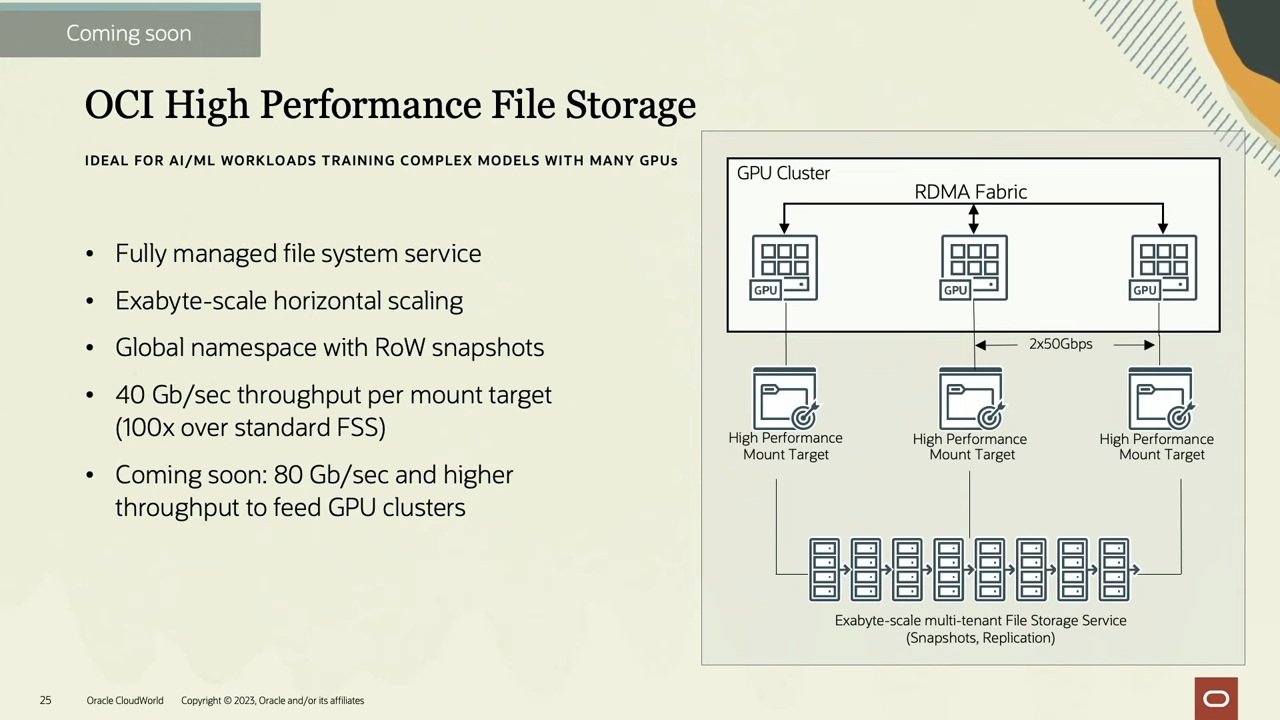 Coming soon
OCI High Performance File Storage
IDEAL FOR AI/ML WORKLOADS TRAINING COMPLEX MODELS WITH MANY GPUs
• Fully managed file system service
• Exabyte-scale horizontal scaling
• Global namespace with RoW snapshots
• 40 Gb/sec throughput per mount target
(100x over standard FSS)
• Coming soon: 80 Gb/sec and higher
throughput to feed GPU clusters
GPU Cluster
RDMA Fabric
GPU
GPU
GPU
2x50Gbps
High Performance
Mount Target
High Performance
Mount Target
High Performance
Mount Target
Exabyte-scale multi-tenant File Storage Service
(Snapshots, Replication)
25 Oracle CloudWorld Copyright © 2023, Oracle and/or its affiliates